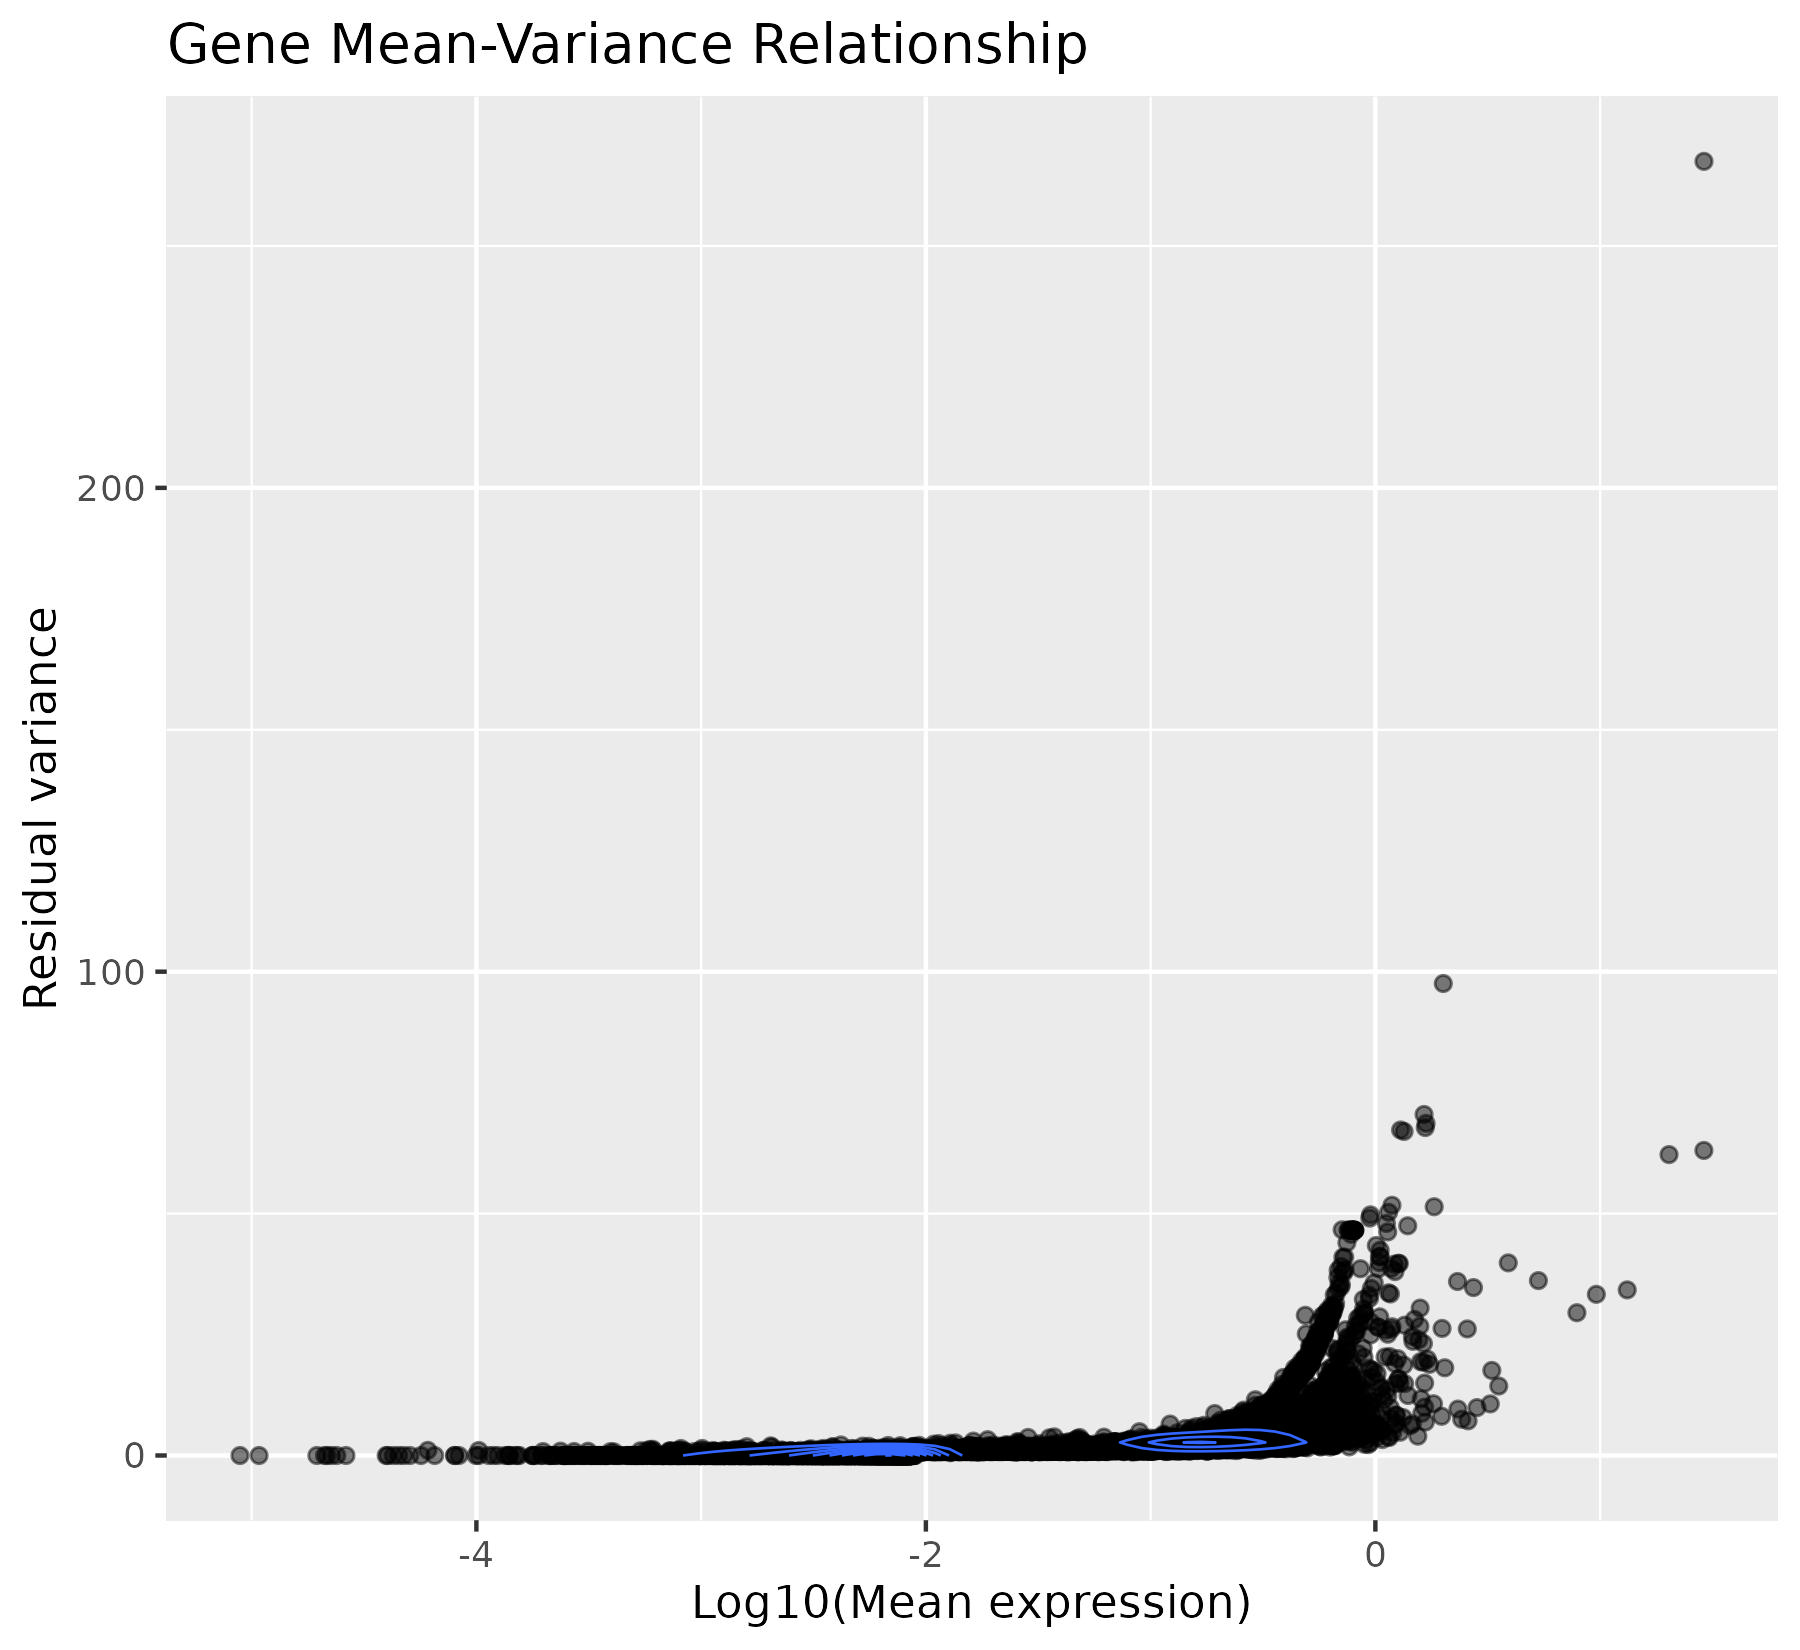 Gene Mean-Variance Relationship
200
100
0
Residual variance
-4
-2
0
Log10(Mean expression)